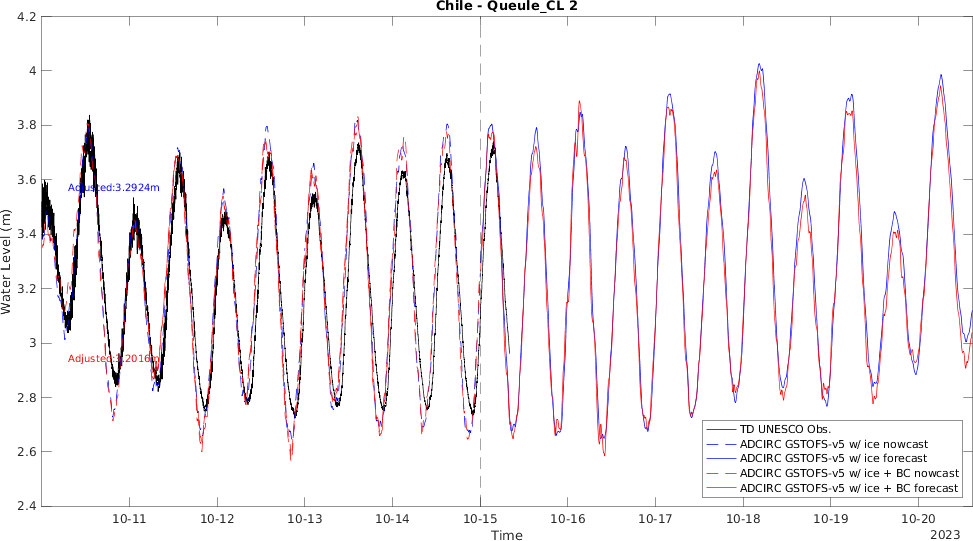 Chile - Queule_CL 2
4.2
4
3.8
3.6
3.4
3.2
3
2.8
2.6
2.4
Water Level (m)
Adjusted:3.2924m
Adjusted:3.2016m
TD UNESCO Obs.
ADCIRC GSTOFS-v5 w/ ice nowcast
ADCIRC GSTOFS-v5 w/ ice forecast
ADCIRC GSTOFS-v5 w/ ice + BC nowcast
ADCIRC GSTOFS-v5 w/ ice + BC forecast
10-11 10-12 10-13 10-14 10-15 10-16 10-17 10-18 10-19 10-20
Time
2023